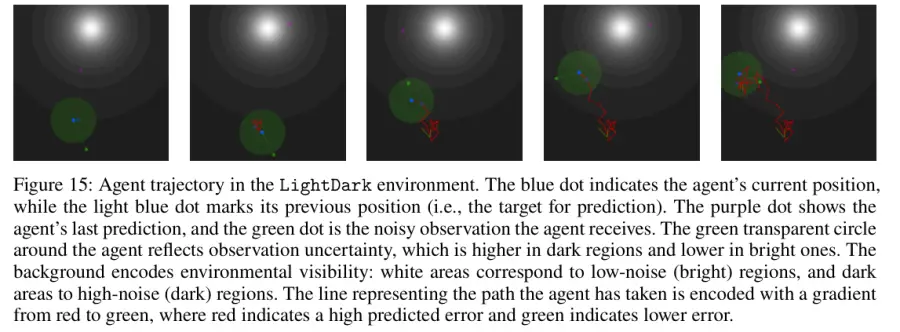 Figure 15: Agent trajectory in the LightDark environment. The blue dot indicates the agent's current position,
while the light blue dot marks its previous position (i.e., the target for prediction). The purple dot shows the
agent's last prediction, and the green dot is the noisy observation the agent receives. The green transparent circle
around the agent reflects observation uncertainty, which is higher in dark regions and lower in bright ones. The
background encodes environmental visibility: white areas correspond to low-noise (bright) regions, and dark
areas to high-noise (dark) regions. The line representing the path the agent has taken is encoded with a gradient
from red to green, where red indicates a high predicted error and green indicates lower error.